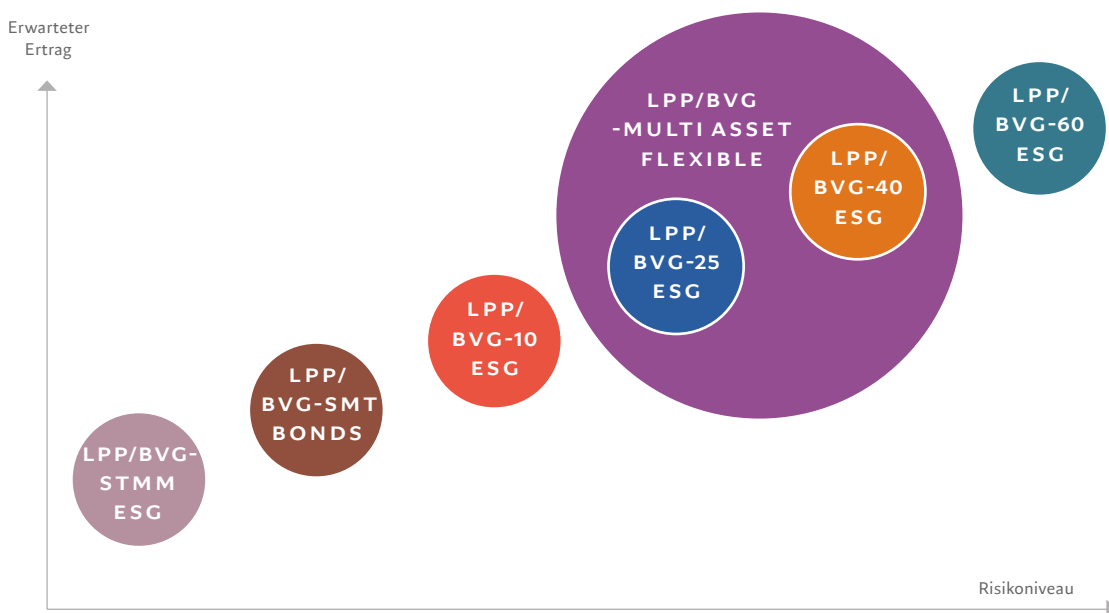 Erwarteter
Ertrag
LPP/BVG
-MULTI ASSET
FLEXIBLE
LPP/
BVG-60
ESG
LPP/
BVG-40
ESG
LPP/
BVG-25
ESG
LPP/
BVG-10
ESG
LPP/
BVG-SMT
BONDS
LPP/BVG-
STMM
ESG
Risikoniveau